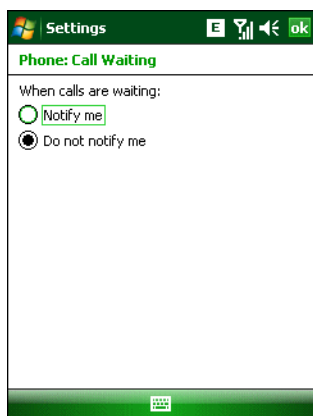 Settings E ok
Phone: Call Waiting
When calls are waiting:
Notify me
Do not notify me